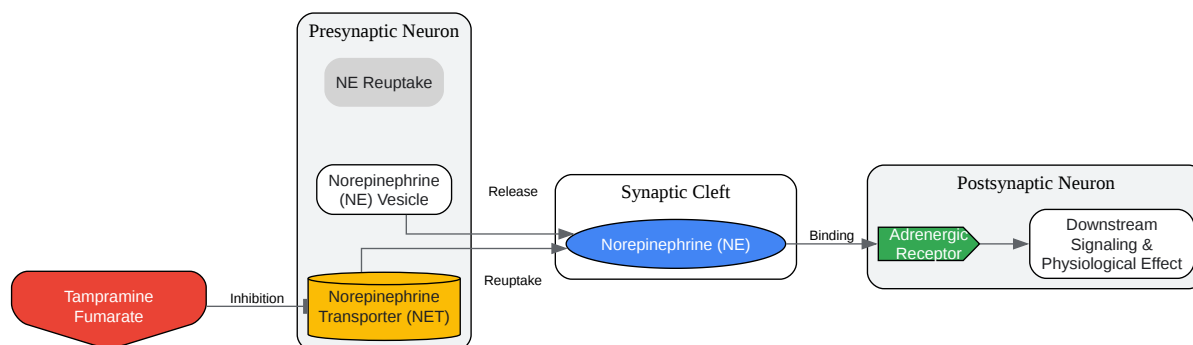 Presynaptic Neuron
NE Reuptake
Norepinephrine
(NE) Vesicle
Release
Synaptic Cleft
Norepinephrine (NE)
Reuptake
Binding
Postsynaptic Neuron
Adrenergic
Receptor
Downstream
Signaling &
Physiological Effect
Tampramine
Fumarate
Inhibition
Norepinephrine
Transporter (NET)